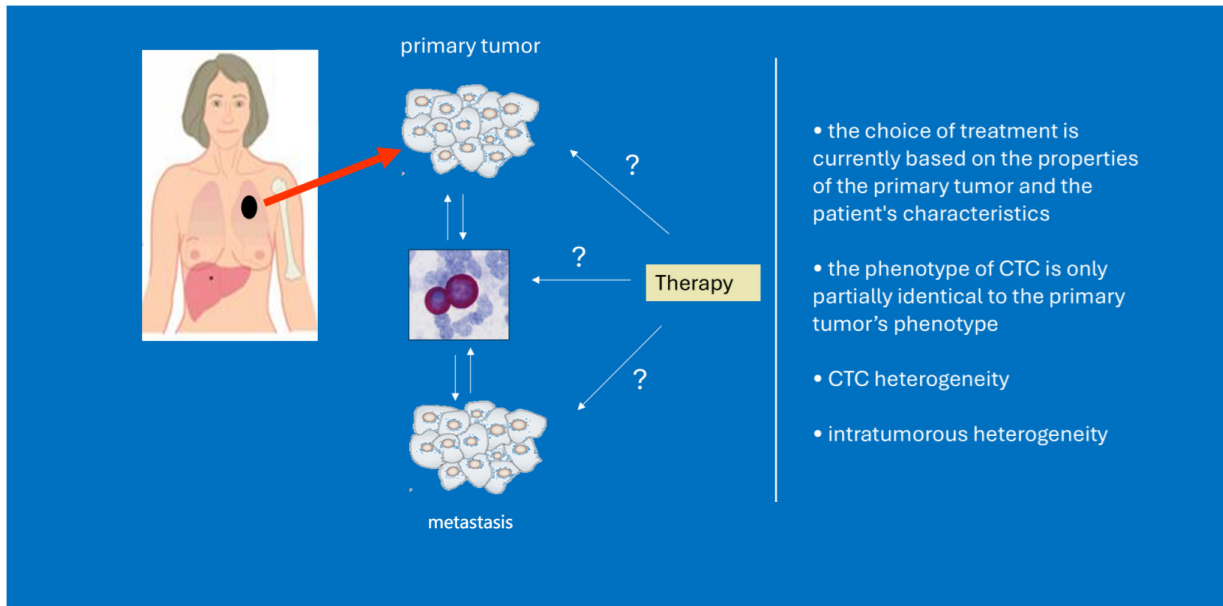 primary tumor
?
?
Therapy
?
metastasis
• the choice of treatment is
currently based on the properties
of the primary tumor and the
patient's characteristics
• the phenotype of CTC is only
partially identical to the primary
tumor’s phenotype
• CTC heterogeneity
• intratumorous heterogeneity